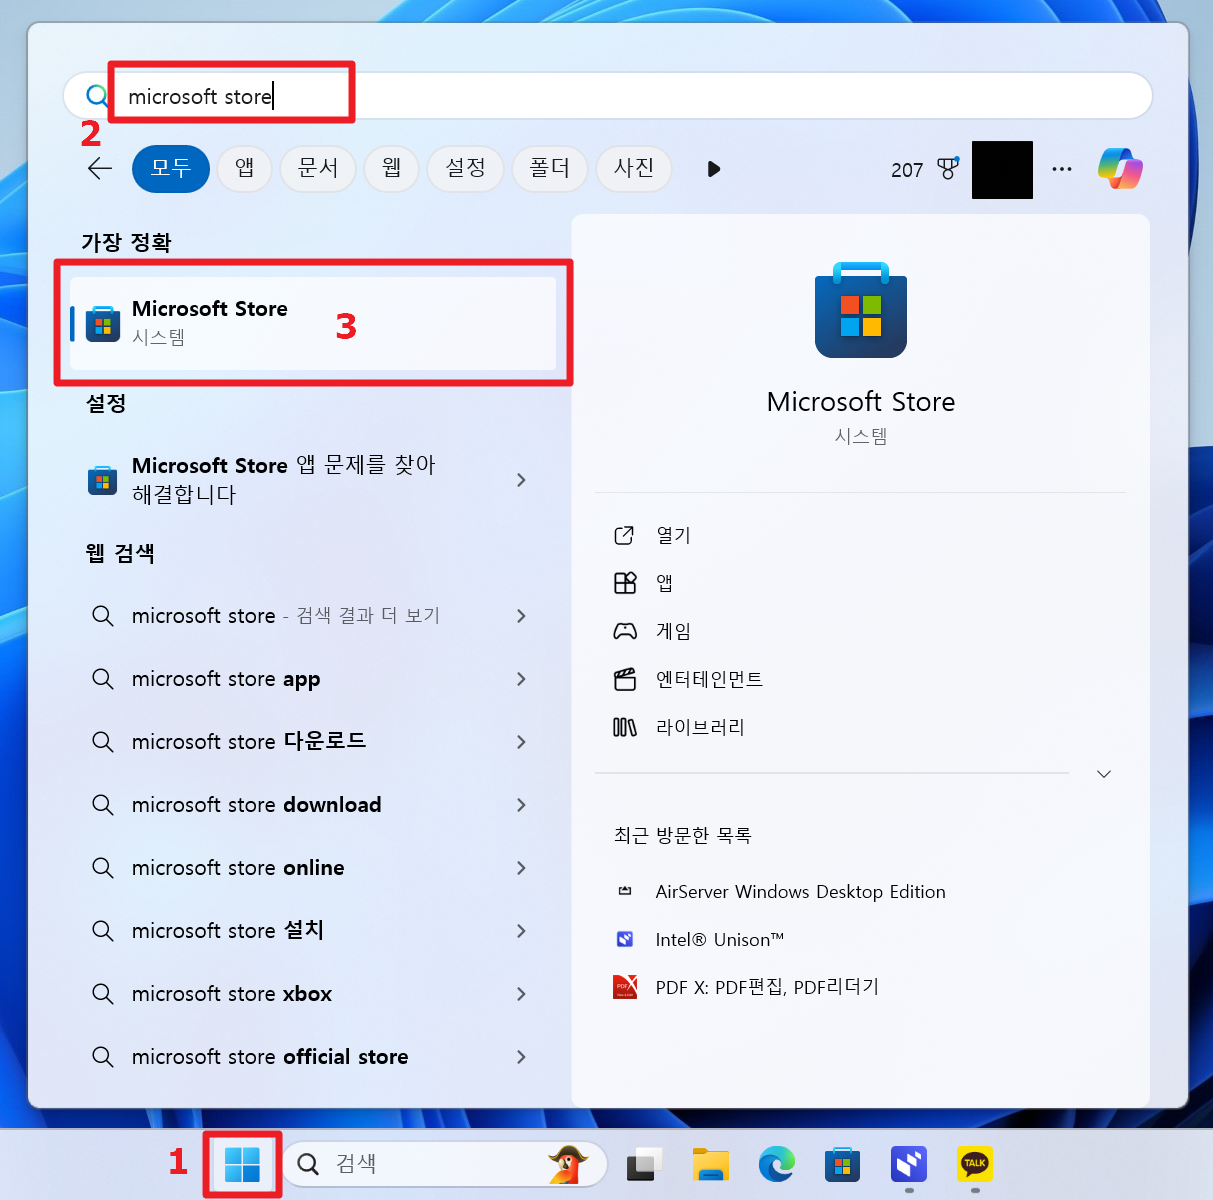 microsoft store
2
모두 앱 문서 웹 설정 폴더 사진
207
가장 정확
Microsoft Store
시스템
3
설정
Microsoft Store 앱 문제를 찾아
해결합니다
웹 검색
microsoft store - 검색 결과 더 보기
microsoft store app
microsoft store 다운로드
microsoft store download
microsoft store online
microsoft store 설치
microsoft store xbox
microsoft store official store
Microsoft Store
시스템
열기
앱
게임
엔터테인먼트
라이브러리
최근 방문한 목록
AirServer Windows Desktop Edition
Intel® Unison™
PDF X: PDF편집, PDF리더기
1
검색
TALK